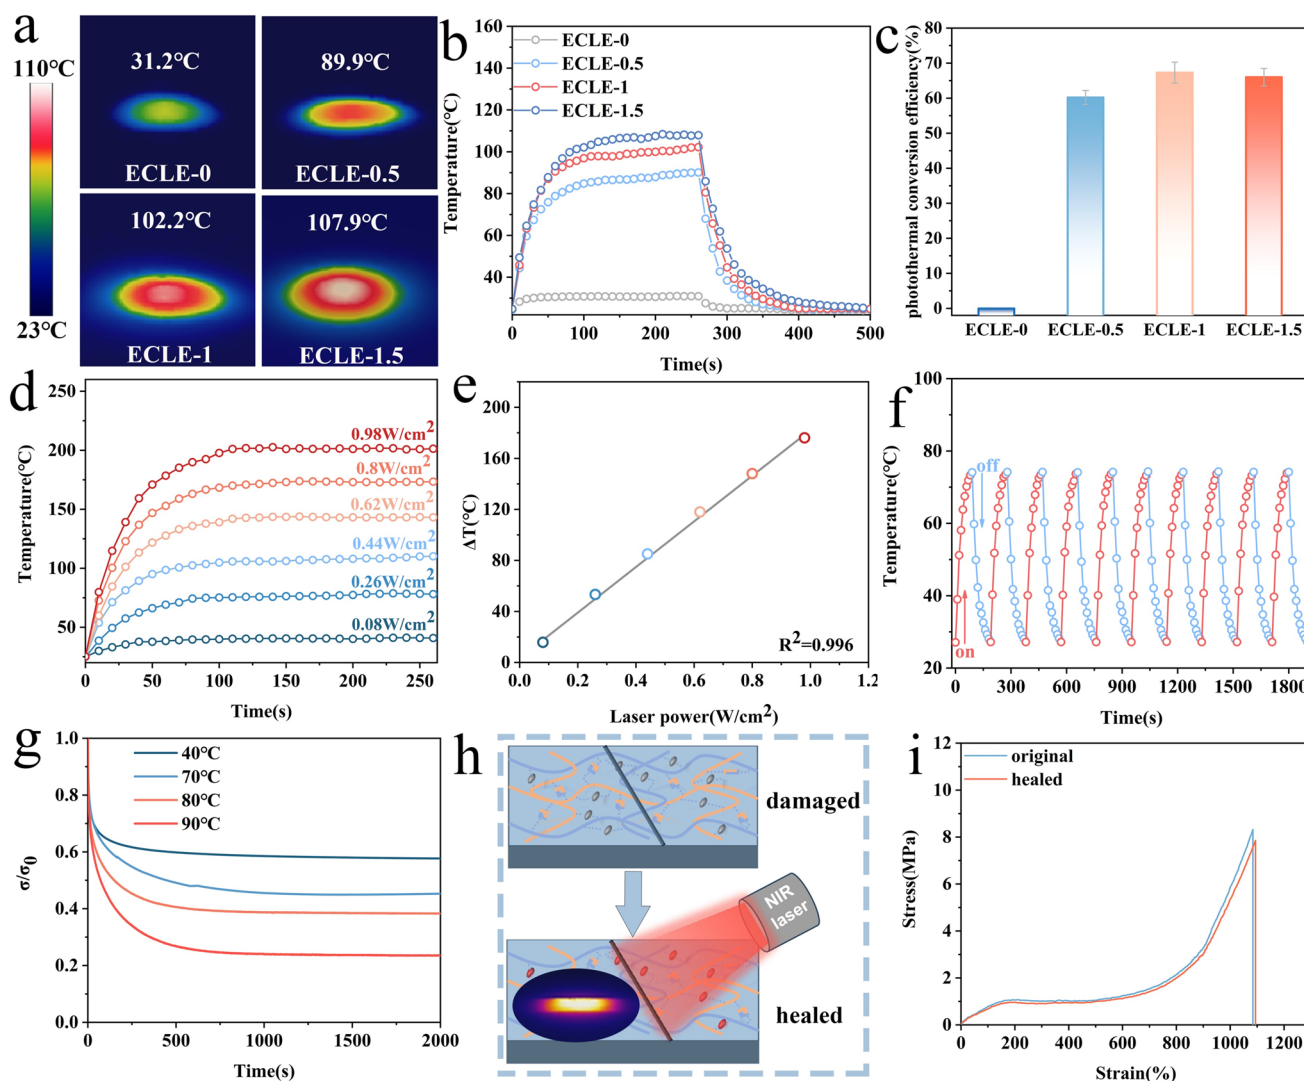 a
110℃
23℃
31.2℃
ECLE-0
89.9℃
ECLE-0.5
102.2℃
ECLE-1
107.9℃
ECLE-1.5
b
Temperature(℃)
160
140
120
100
80
60
40
0 100 200 300 400 500
Time(s)
ECLE-0
ECLE-0.5
ECLE-1
ECLE-1.5
c
photothermal conversion efficiency(%)
80
70
60
50
40
30
20
10
0
ECLE-0 ECLE-0.5 ECLE-1 ECLE-1.5
d
Temperature(℃)
250
200
150
100
50
0 50 100 150 200 250
Time(s)
0.98W/cm²
0.8W/cm²
0.62W/cm²
0.44W/cm²
0.26W/cm²
0.08W/cm²
e
ΔT(℃)
200
160
120
80
40
0
0.0 0.2 0.4 0.6 0.8 1.0 1.2
Laser power(W/cm²)
R²=0.996
f
Temperature(℃)
100
80
60
40
20
0 300 600 900 1200 1500 1800
Time(s)
off
on
g
σ/σ₀
1.0
0.8
0.6
0.4
0.2
0.0
0 500 1000 1500 2000
Time(s)
40℃
70℃
80℃
90℃
h
damaged
NIR
laser
healed
i
Stress(MPa)
12
10
8
6
4
2
0
0 200 400 600 800 1000 1200
Strain(%)
original
healed